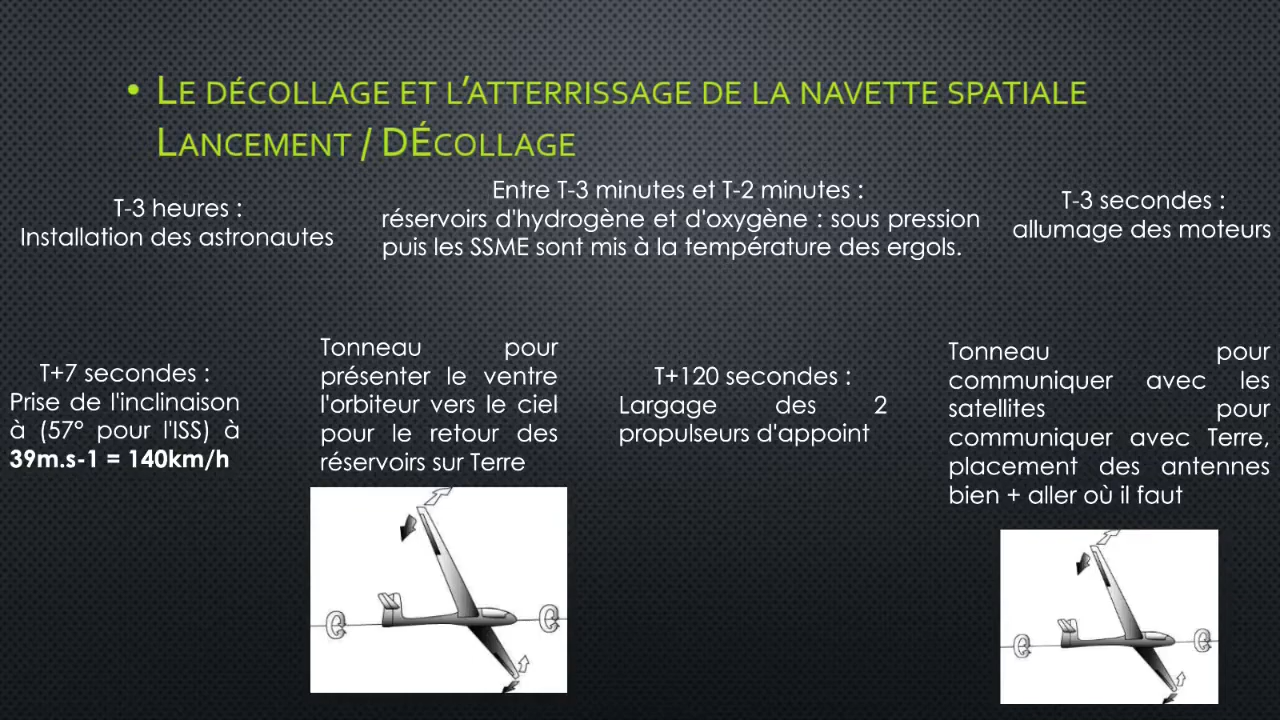 • Le décollage et l'atterrissage de la navette spatiale
Lancement / DÉcollage
T-3 heures :
Installation des astronautes
Entre T-3 minutes et T-2 minutes :
réservoirs d'hydrogène et d'oxygène : sous pression
puis les SSME sont mis à la température des ergols.
T-3 secondes :
allumage des moteurs
T+7 secondes :
Prise de l'inclinaison
à (57° pour l'ISS) à
39m.s-1 = 140km/h
Tonneau pour
présenter le ventre
l'orbiteur vers le ciel
pour le retour des
réservoirs sur Terre
T+120 secondes :
Largage des 2
propulseurs d'appoint
Tonneau pour
communiquer avec les
satellites pour
communiquer avec Terre,
placement des antennes
bien + aller où il faut